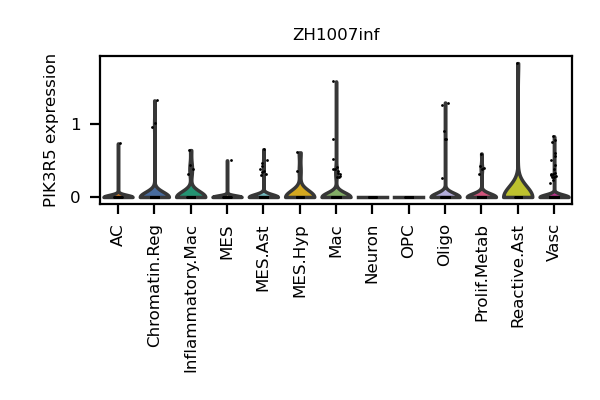 ZH1007inf
PIK3R5 expression
1
0
AC
Chromatin.Reg
Inflammatory.Mac
MES
MES.Ast
MES.Hyp
Mac
Neuron
OPC
Oligo
Prolif.Metab
Reactive.Ast
Vasc